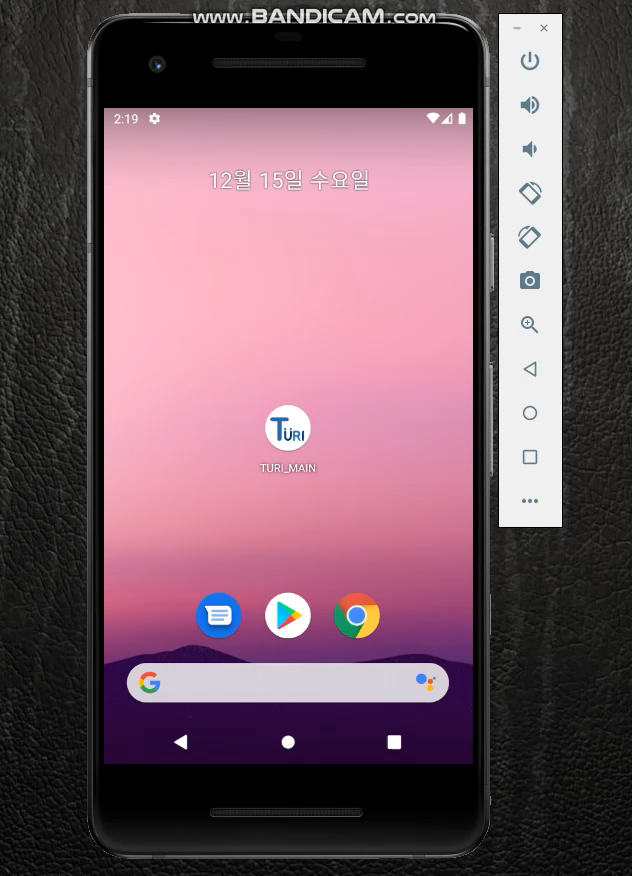 www.BANDICAM.com
2:19
12월 15일 수요일
TURI
TURI_MAIN
G